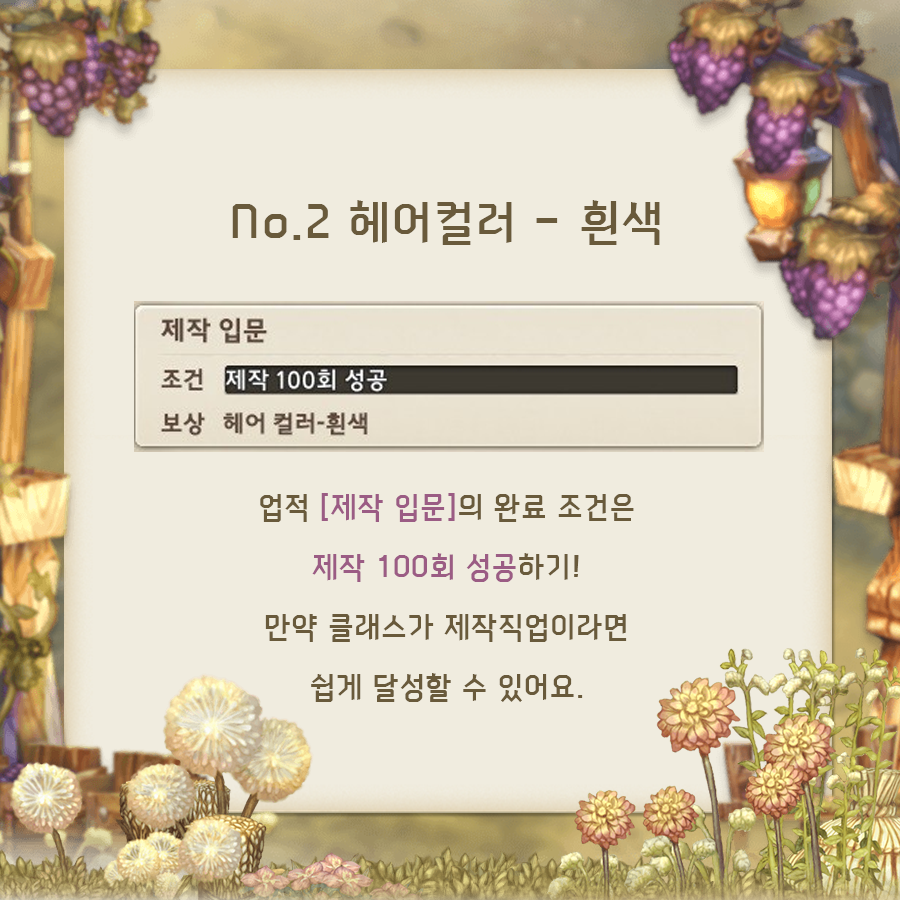 No.2 헤어컬러 - 흰색
제작 입문
조건 제작 100회 성공
보상 헤어 컬러-흰색
업적 [제작 입문]의 완료 조건은
제작 100회 성공하기!
만약 클래스가 제작직업이라면
쉽게 달성할 수 있어요.